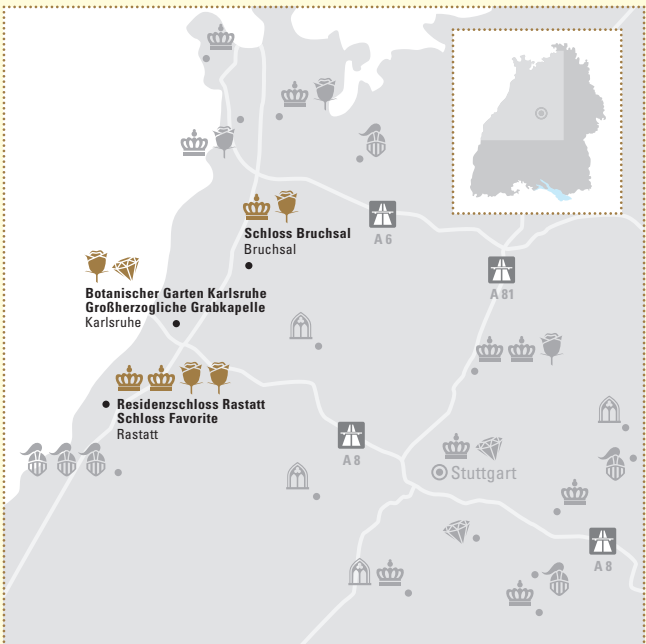 Schloss Bruchsal
Bruchsal
A 6
A 81
Botanischer Garten Karlsruhe
Großherzogliche Grabkapelle
Karlsruhe
Residenzschloss Rastatt
Schloss Favorite
Rastatt
A 8
Stuttgart
A 8